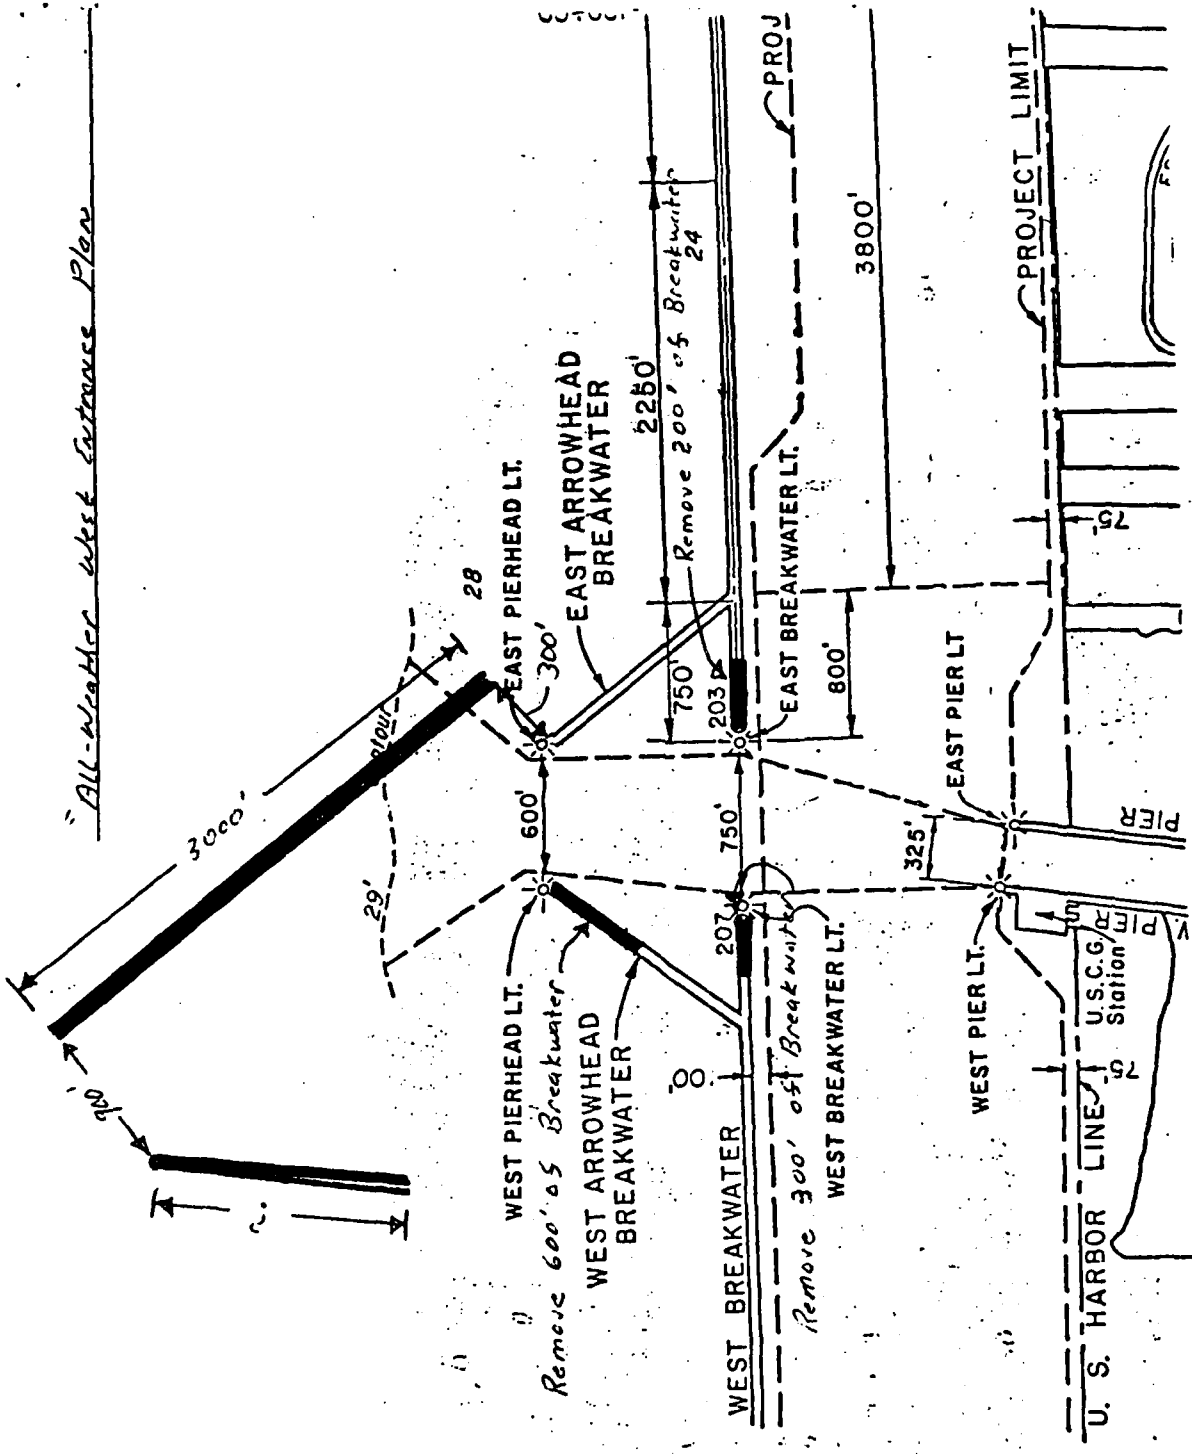 "All-Weather West Entrance Plan
3000'
29'
28
300'
EAST PIERHEAD LT.
EAST ARROWHEAD
BREAKWATER
600'
WEST PIERHEAD LT.
Remove 600' of Breakwater
WEST ARROWHEAD
BREAKWATER
2250'
Remove 200' of Breakwater
24
750'
203
EAST BREAKWATER LT.
750'
207
WEST BREAKWATER
Remove 300' of Breakwater
WEST BREAKWATER LT.
PROJ
3800'
800'
PROJECT LIMIT
EAST PIER LT
325'
WEST PIER LT.
PIER
PIER
U.S.C.G.
Station
75'
75'
U. S. HARBOR LINE